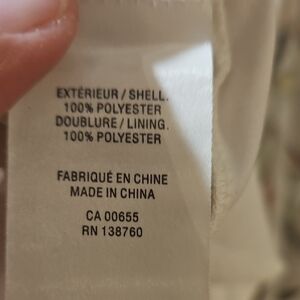 EXTÉRIEUR / SHELL.
100% POLYESTER
DOUBLURE / LINING.
100% POLYESTER
FABRIQUÉ EN CHINE
MADE IN CHINA
CA 00655
RN 138760